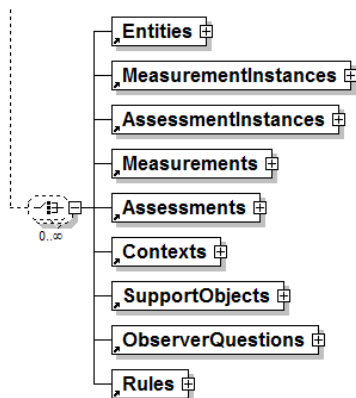 Entities
MeasurementInstances
AssessmentInstances
Measurements
Assessments
0..∞
Contexts
SupportObjects
ObserverQuestions
Rules